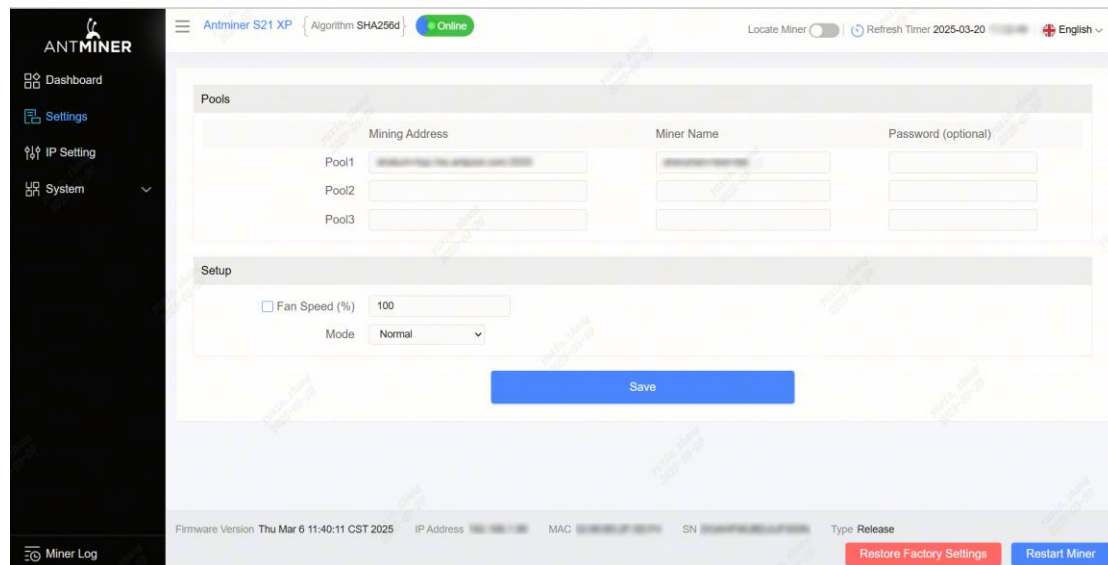 ANTMINER
Antminer S21 XP { Algorithm SHA256d } Online
Locate Miner Refresh Timer 2025-03-20 English
Dashboard
Settings
IP Setting
System
Pools
Mining Address Miner Name Password (optional)
Pool1
Pool2
Pool3
Setup
Fan Speed (%) 100
Mode Normal
Save
Firmware Version Thu Mar 6 11:40:11 CST 2025 IP Address MAC SN Type Release
Miner Log
Restore Factory Settings Restart Miner